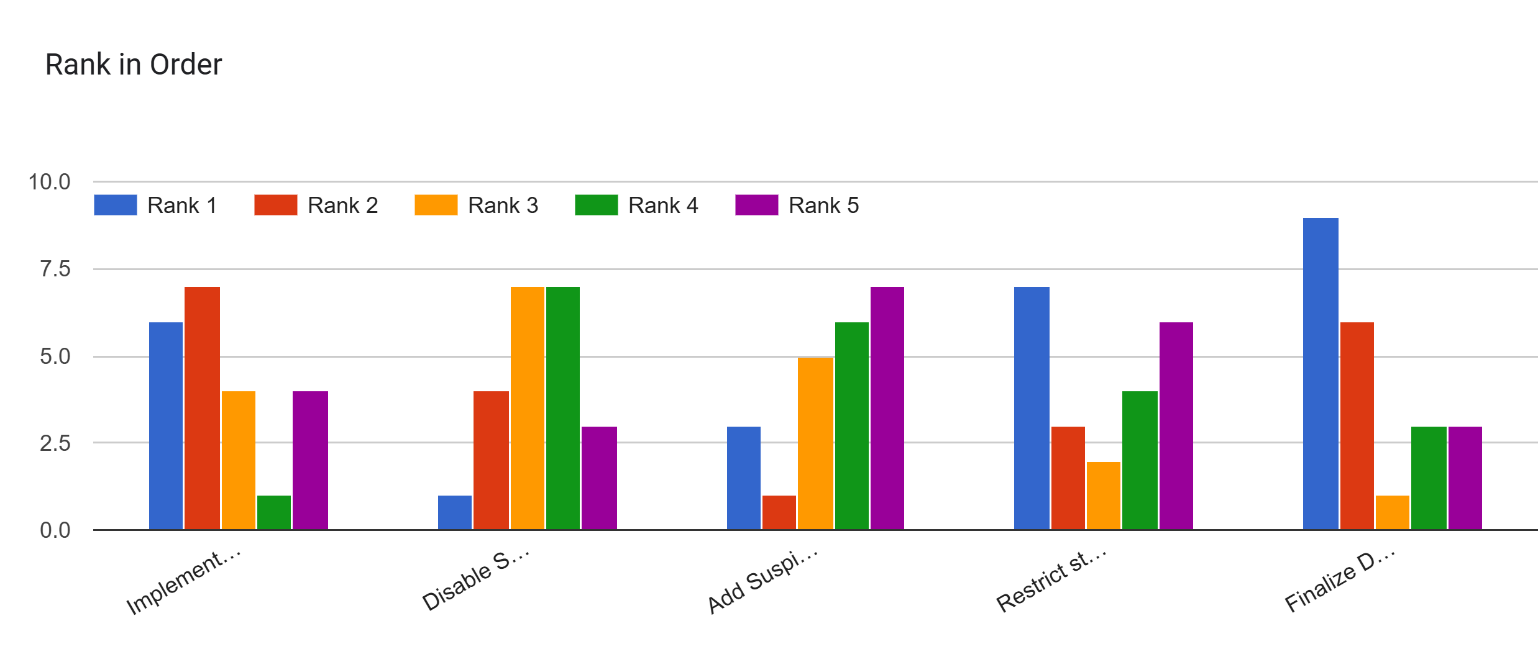 Rank in Order
10.0
Rank 1 Rank 2 Rank 3 Rank 4 Rank 5
7.5
5.0
2.5
0.0
Implement… Disable S… Add Suspi… Restrict st… Finalize D…